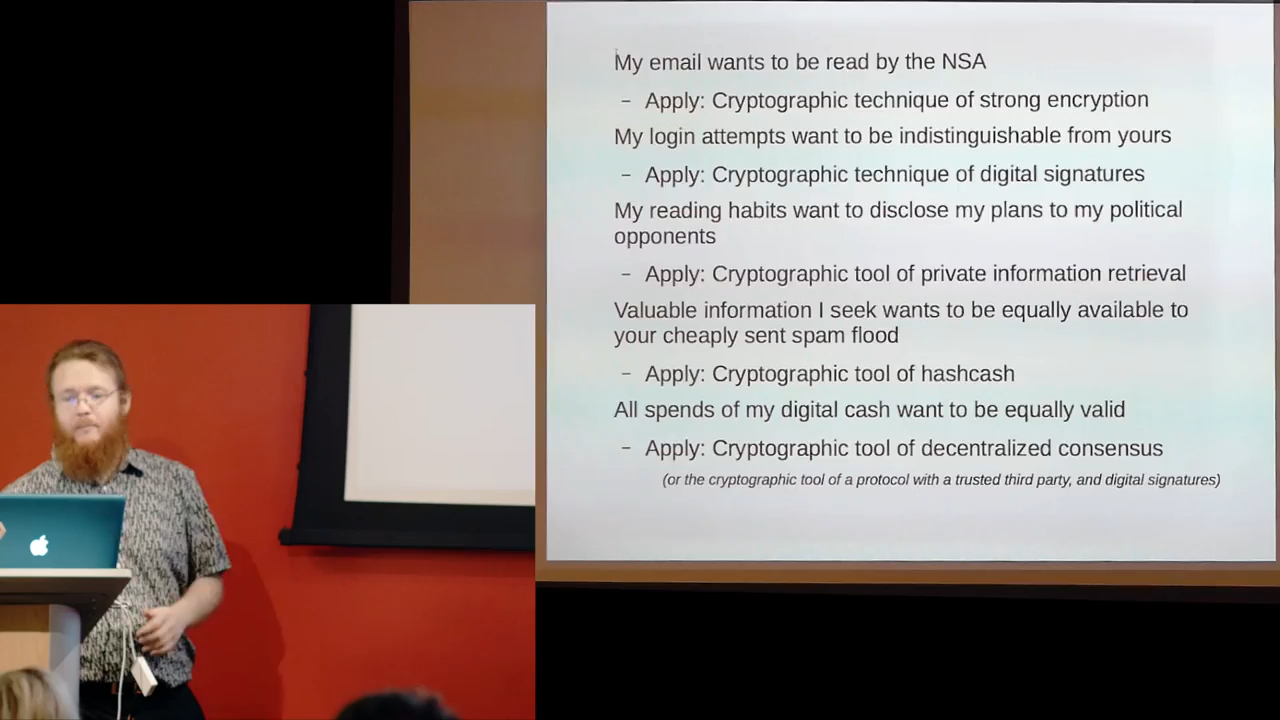 My email wants to be read by the NSA
– Apply: Cryptographic technique of strong encryption
My login attempts want to be indistinguishable from yours
– Apply: Cryptographic technique of digital signatures
My reading habits want to disclose my plans to my political
opponents
– Apply: Cryptographic tool of private information retrieval
Valuable information I seek wants to be equally available to
your cheaply sent spam flood
– Apply: Cryptographic tool of hashcash
All spends of my digital cash want to be equally valid
– Apply: Cryptographic tool of decentralized consensus
(or the cryptographic tool of a protocol with a trusted third party, and digital signatures)